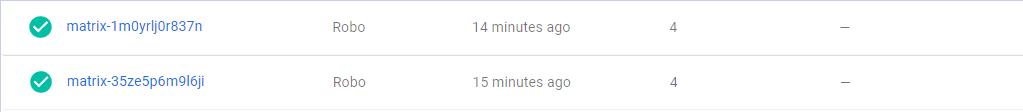 matrix-1m0yrlj0r837n Robo 14 minutes ago 4 —
matrix-35ze5p6m9l6ji Robo 15 minutes ago 4 —